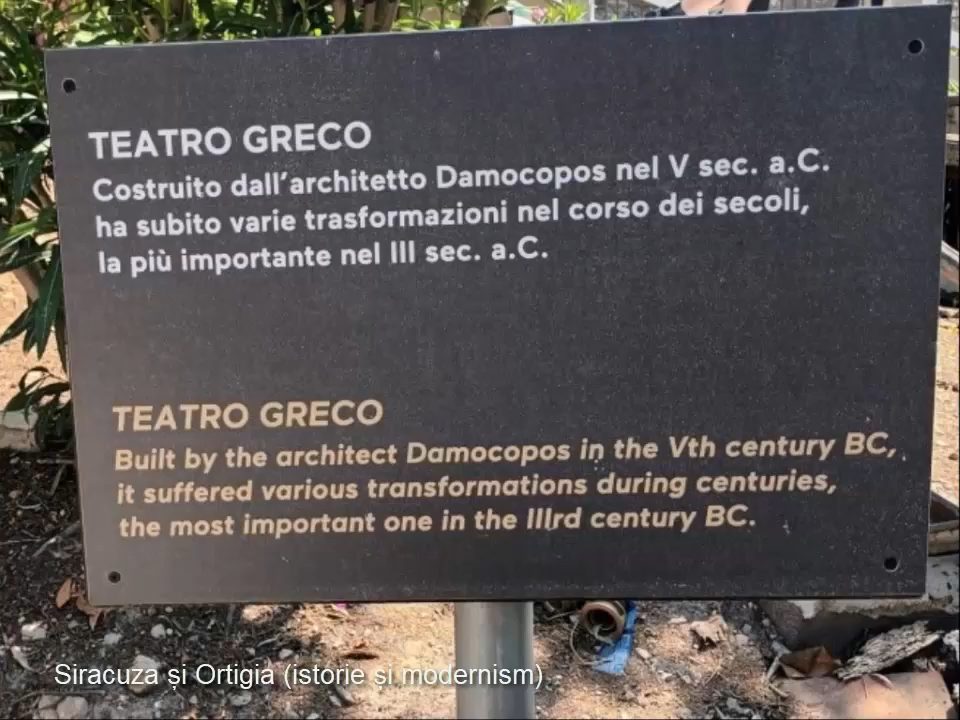 TEATRO GRECO
Costruito dall'architetto Damocopos nel V sec. a.C.
ha subito varie trasformazioni nel corso dei secoli,
la più importante nel III sec. a.C.
TEATRO GRECO
Built by the architect Damocopos in the Vth century BC,
it suffered various transformations during centuries,
the most important one in the IIIrd century BC.
Siracuza și Ortigia (istorie și modernism)